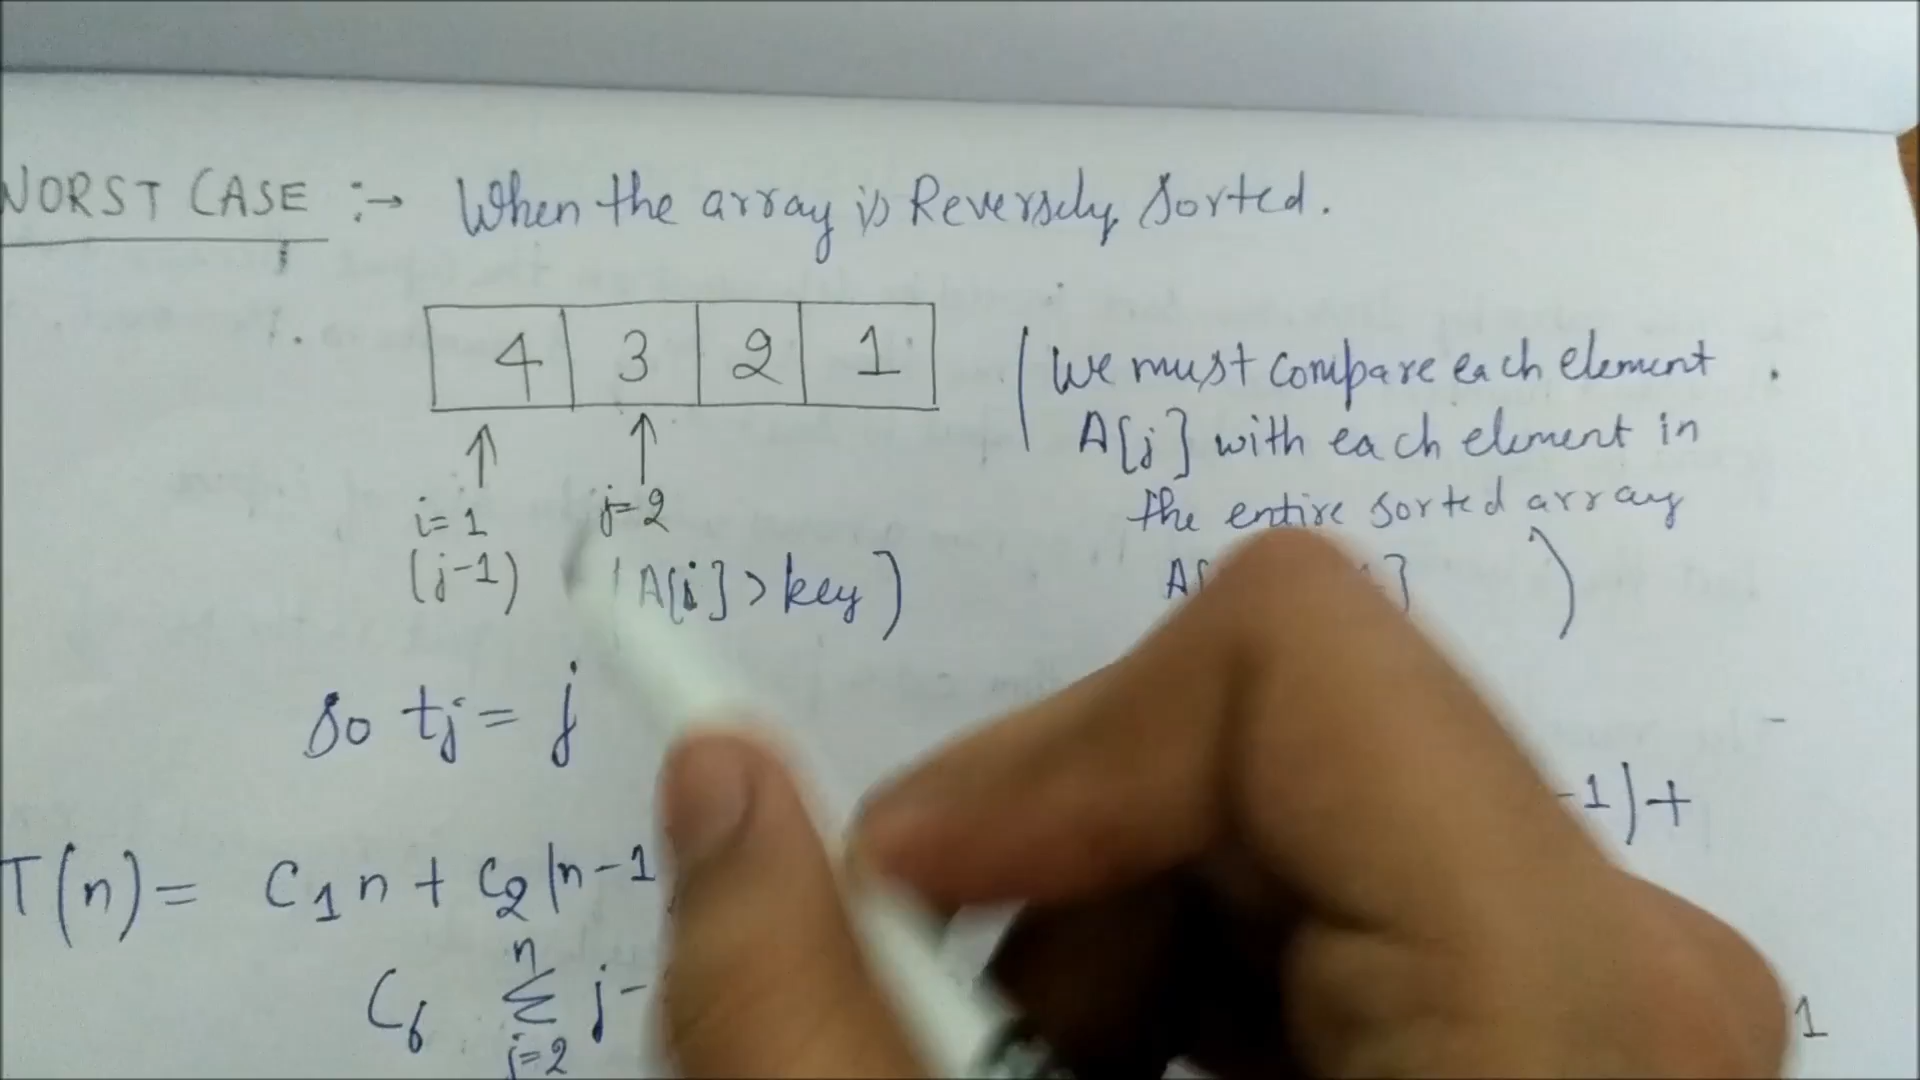 WORST CASE :→ When the array is Reversely Sorted.
4 3 2 1
(We must compare each element
A[j] with each element in
the entire sorted array
A[ ])
i=1 j=2
(j-1) (A[i] > key)
So tj = j
-1) +
T(n) = C1n + C2(n-1
C6 n Σ j=2 j-
1